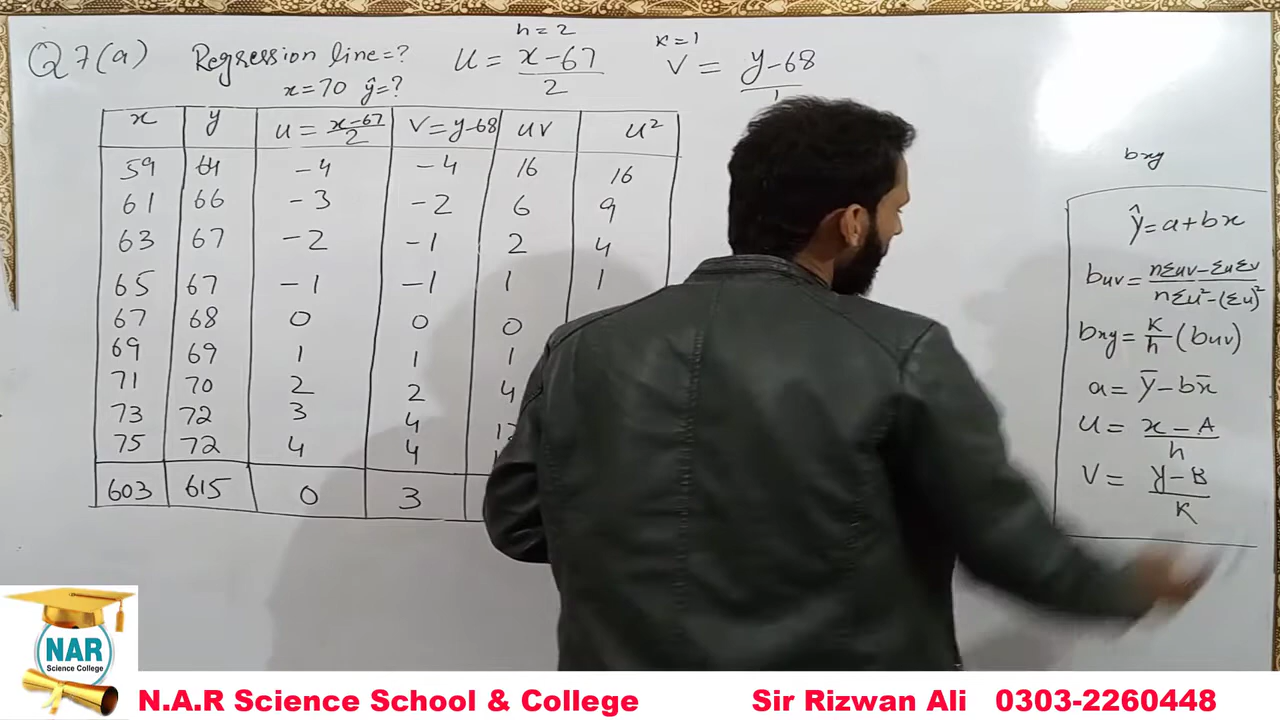 Q7(a) Regression line=? u = x-67/2 h=2 v = y-68/1 k=1
x=70 ŷ=?
x y u = x-67/2 v = y-68 uv u²
59 64 -4 -4 16 16
61 66 -3 -2 6 9
63 67 -2 -1 2 4
65 67 -1 -1 1 1
67 68 0 0 0
69 69 1 1 1
71 70 2 2 4
73 72 3 4
75 72 4 4
603 615 0 3
bxy
ŷ=a+bx
buv = nΣuv-ΣuΣv/nΣu²-(Σu)²
bxy = k/h (buv)
a = ȳ-bx̄
u = x-A/h
v = y-B/k
NAR
Science College
N.A.R Science School & College Sir Rizwan Ali 0303-2260448